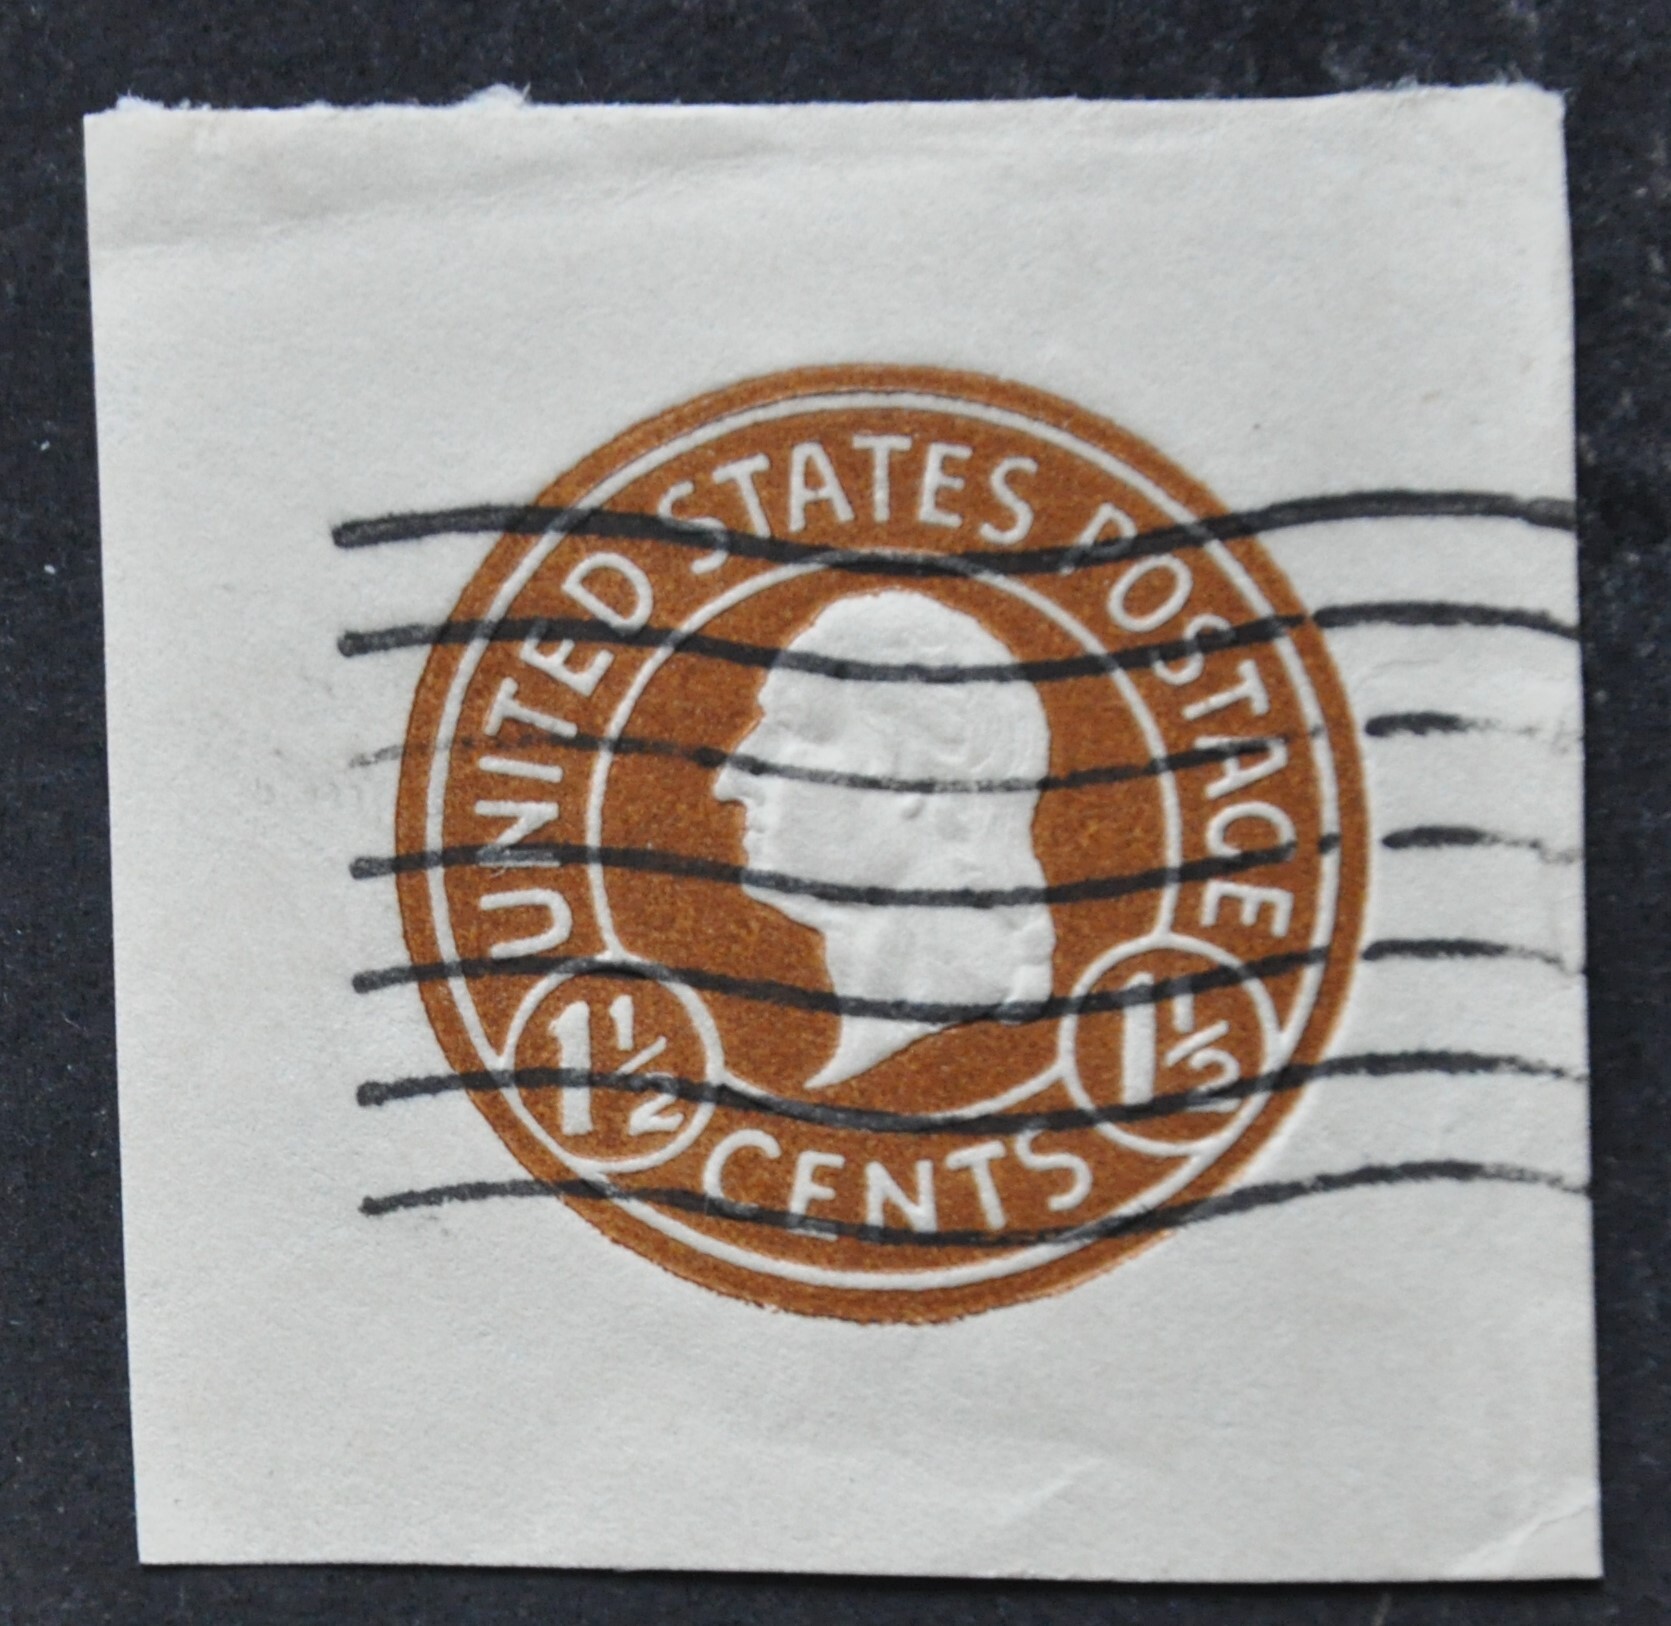 UNITED STATES POSTAGE
1½ 1½
CENTS